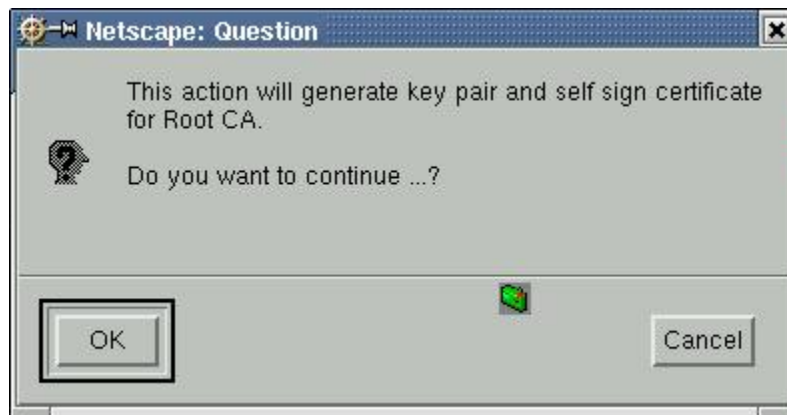 Netscape: Question
This action will generate key pair and self sign certificate
for Root CA.
Do you want to continue ...?
OK
Cancel